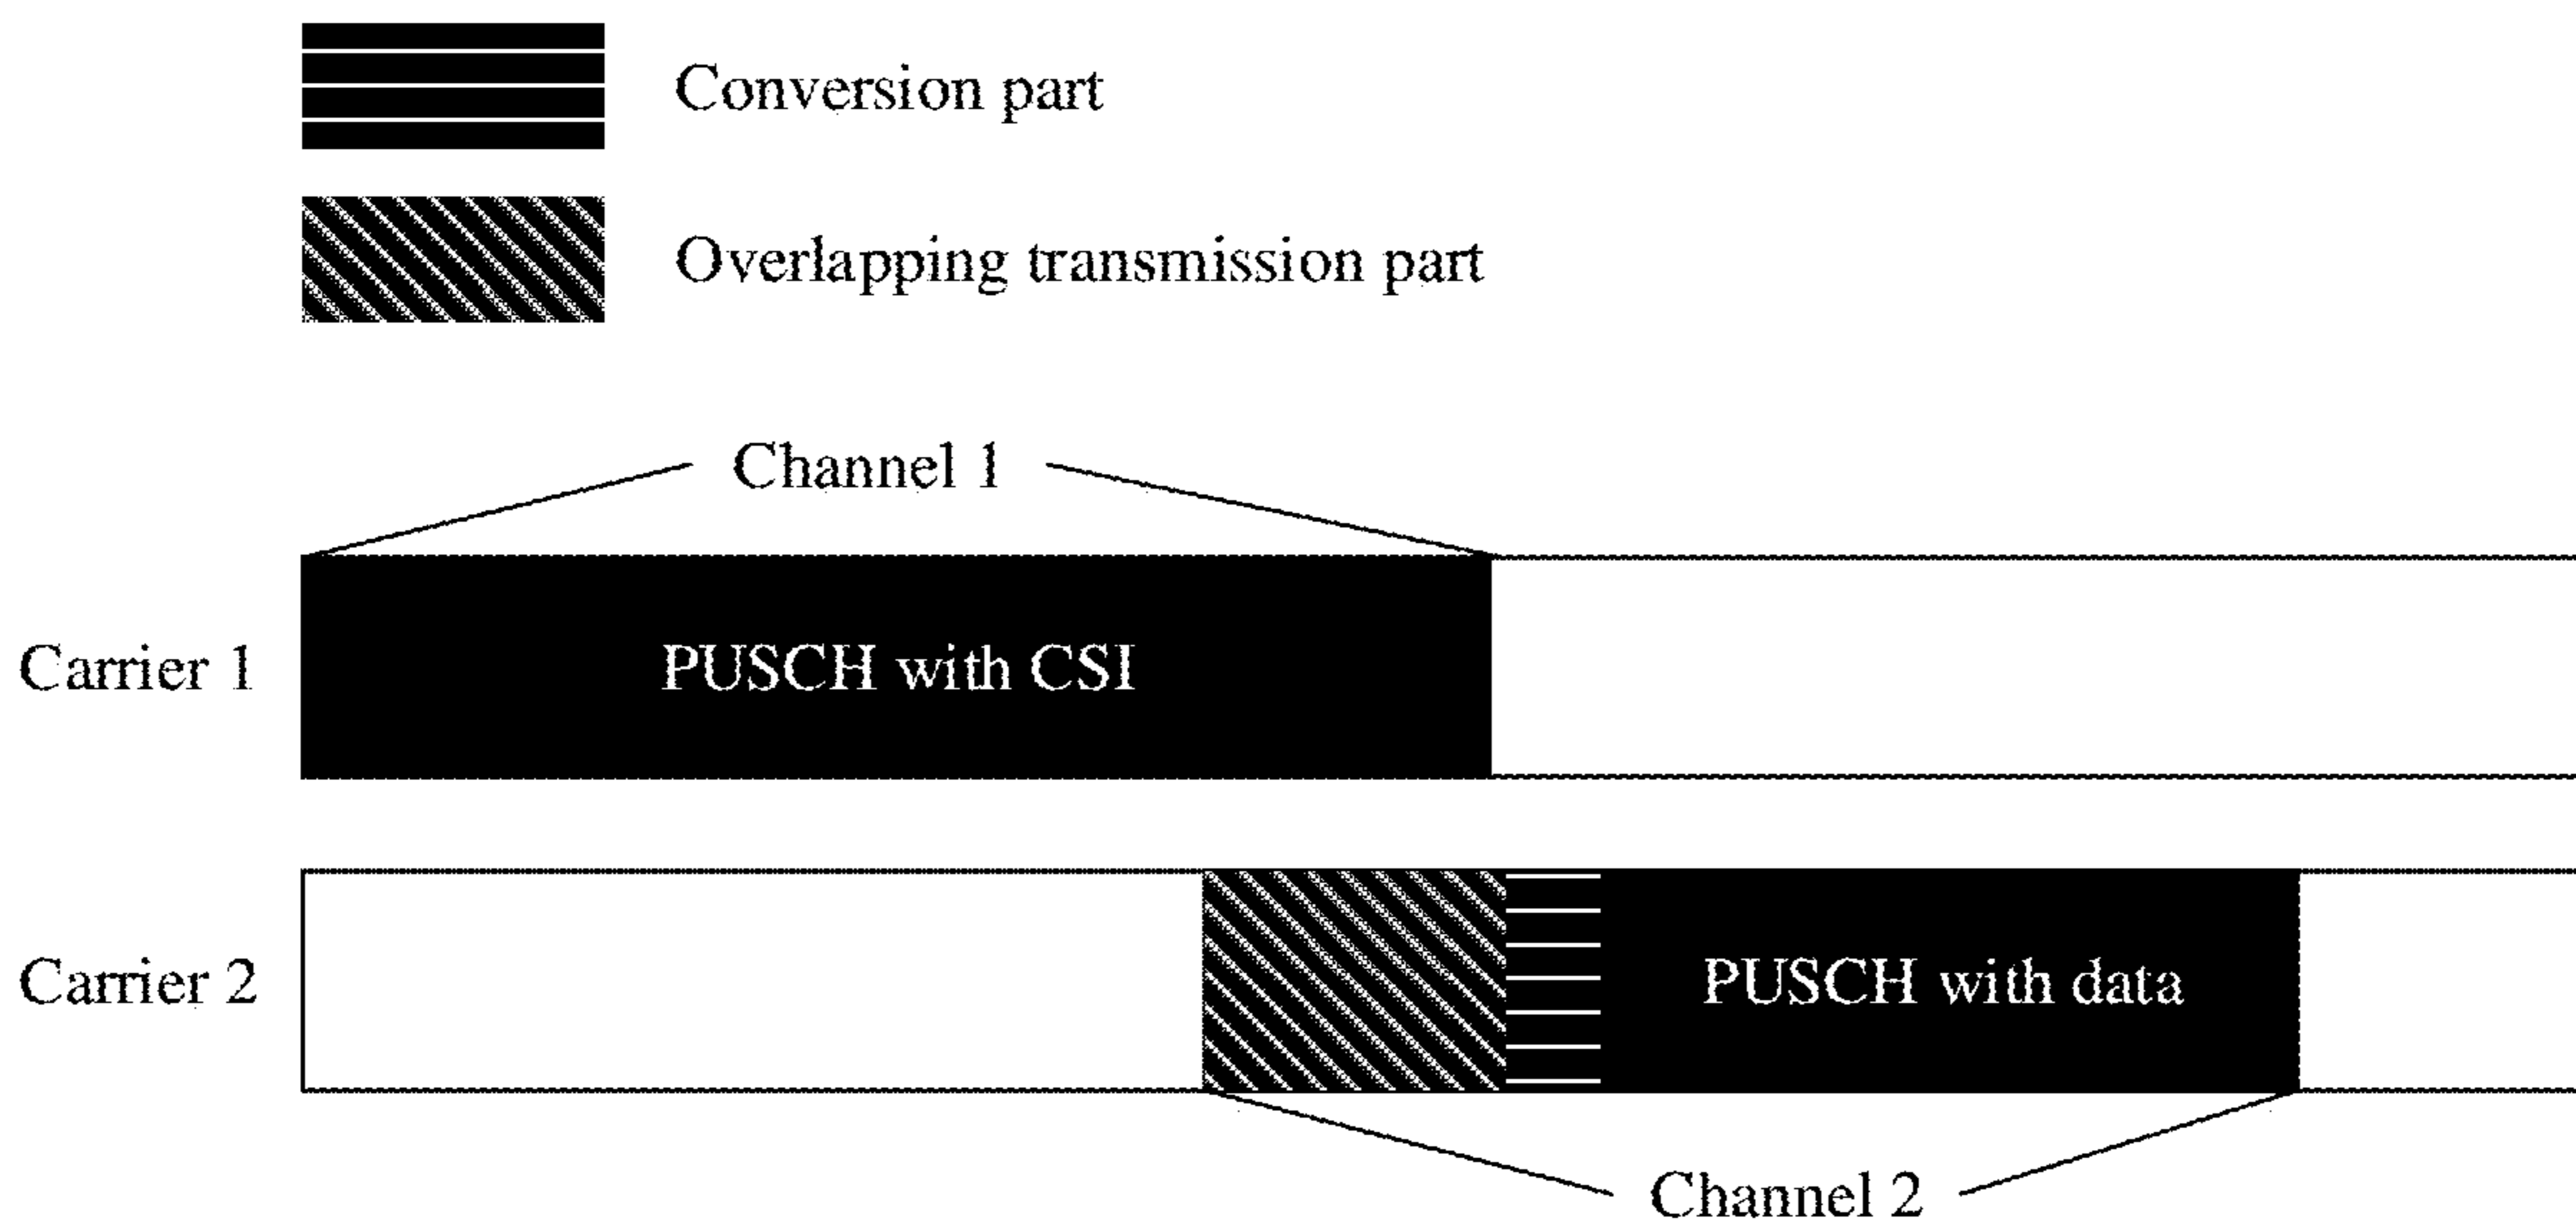 Conversion part
Overlapping transmission part
Channel 1
Carrier 1
PUSCH with CSI
Carrier 2
PUSCH with data
Channel 2